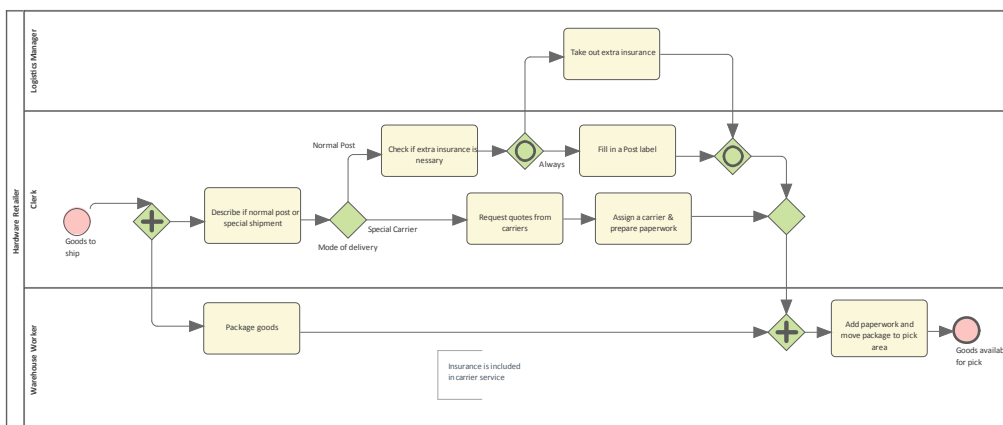 Hardware Retailer
Logistics Manager
Take out extra insurance
Clerk
Normal Post
Check if extra insurance is
nessary
Always
Fill in a Post label
Goods to
ship
Describe if normal post or
special shipment
Mode of delivery
Special Carrier
Request quotes from
carriers
Assign a carrier &
prepare paperwork
Warehouse Worker
Package goods
Insurance is included
in carrier service
Add paperwork and
move package to pick
area
Goods availab
for pick